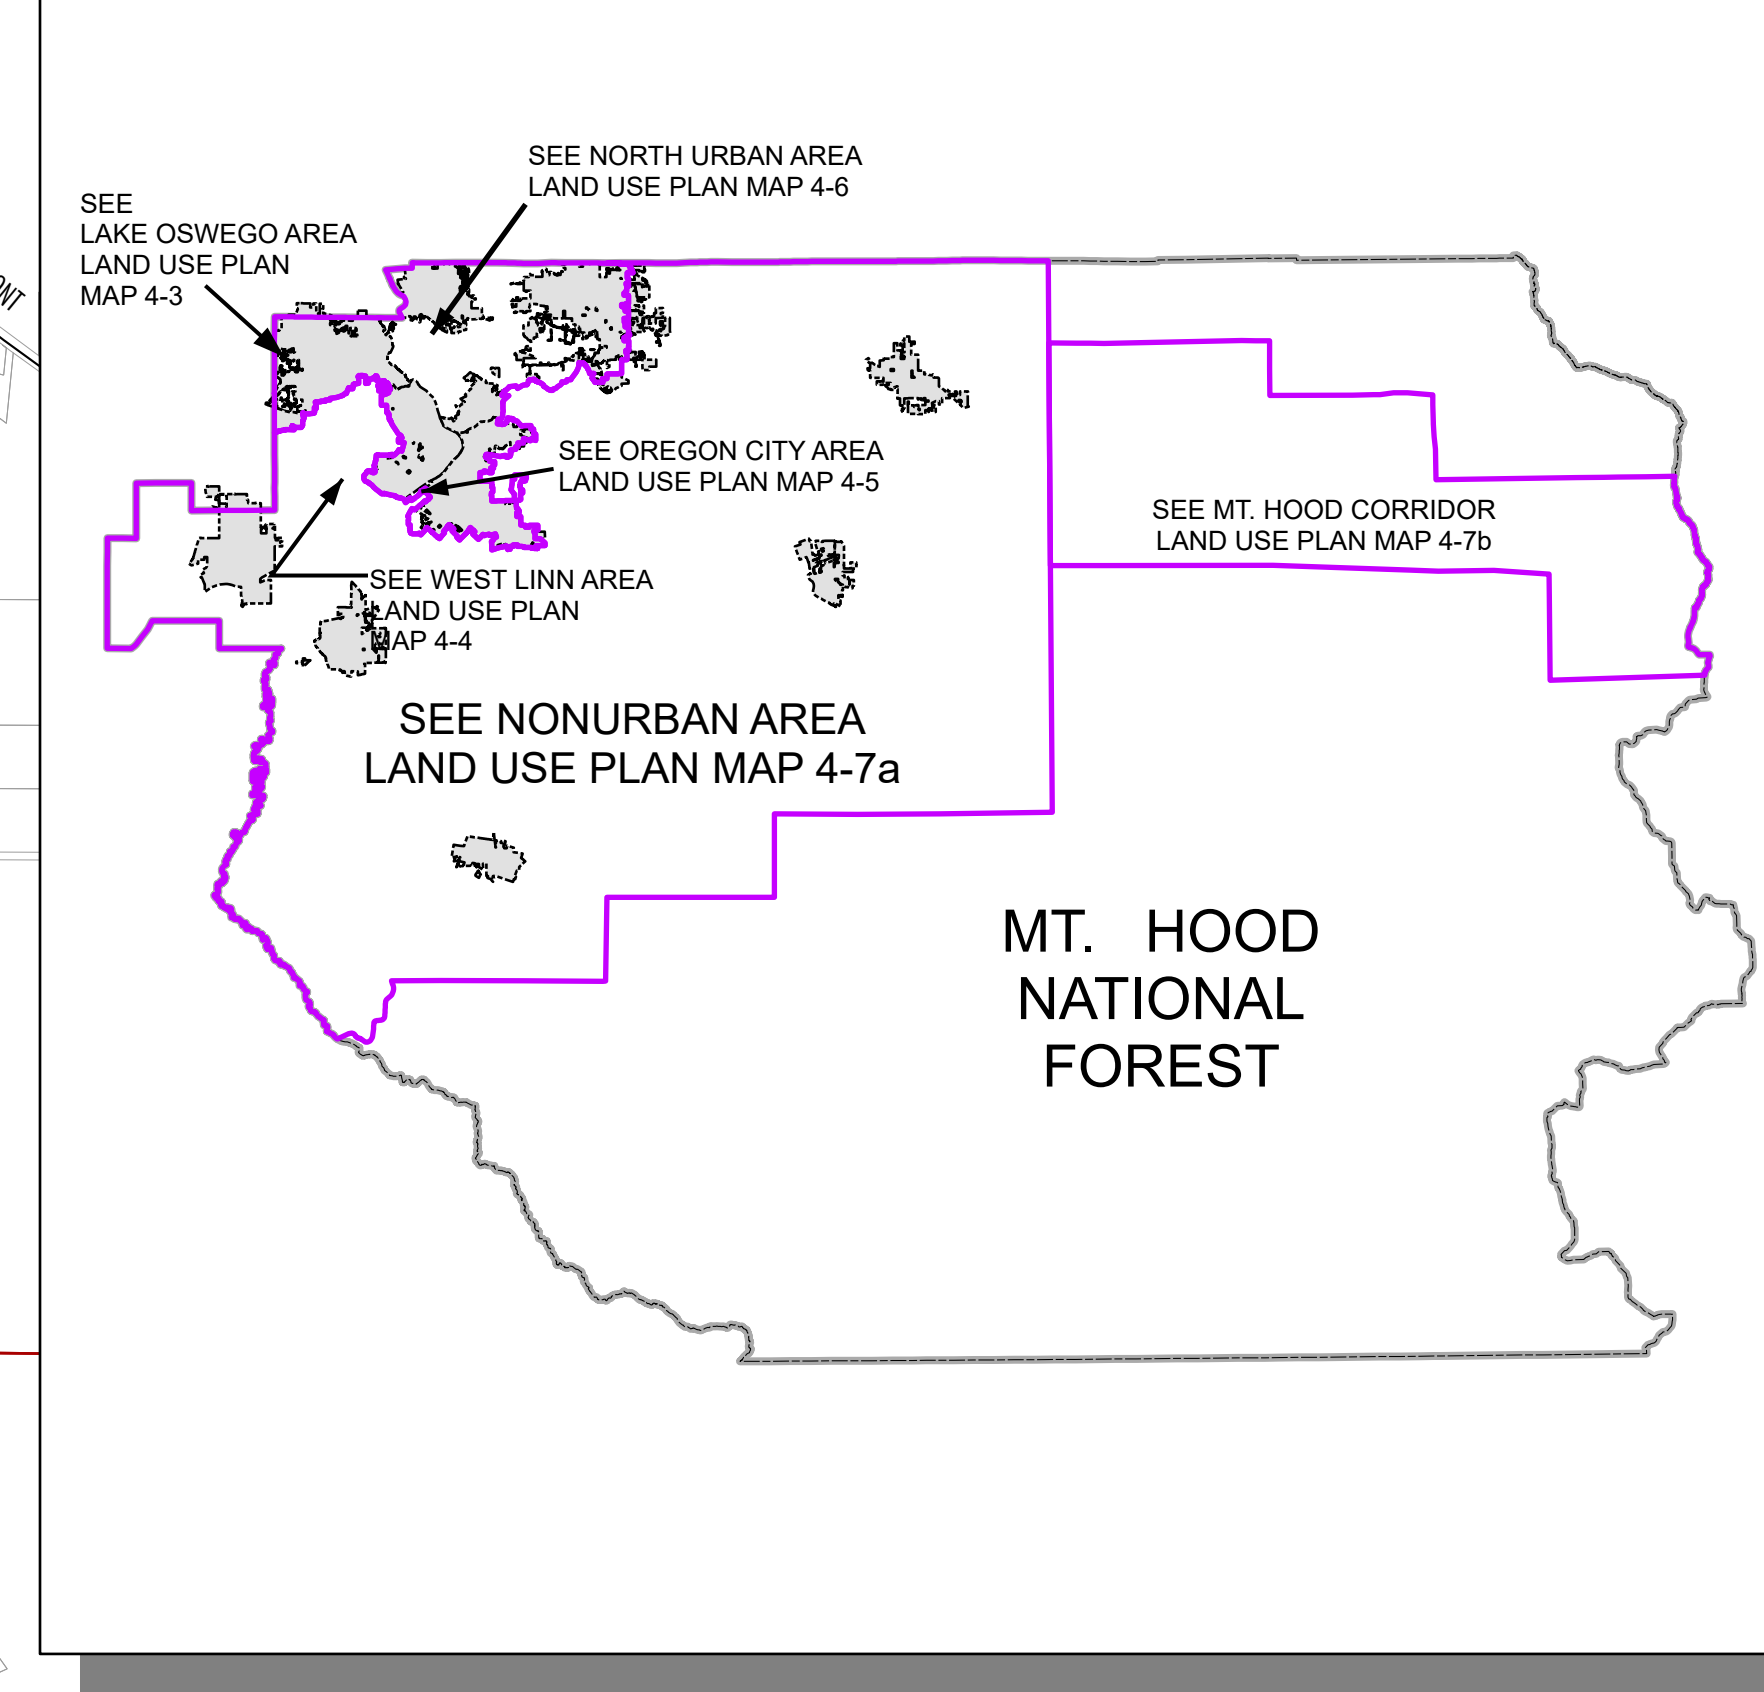 SEE NORTH URBAN AREA
LAND USE PLAN MAP 4-6
SEE
LAKE OSWEGO AREA
LAND USE PLAN
MAP 4-3
SEE OREGON CITY AREA
LAND USE PLAN MAP 4-5
SEE MT. HOOD CORRIDOR
LAND USE PLAN MAP 4-7b
SEE WEST LINN AREA
LAND USE PLAN
MAP 4-4
SEE NONURBAN AREA
LAND USE PLAN MAP 4-7a
MT. HOOD
NATIONAL
FOREST